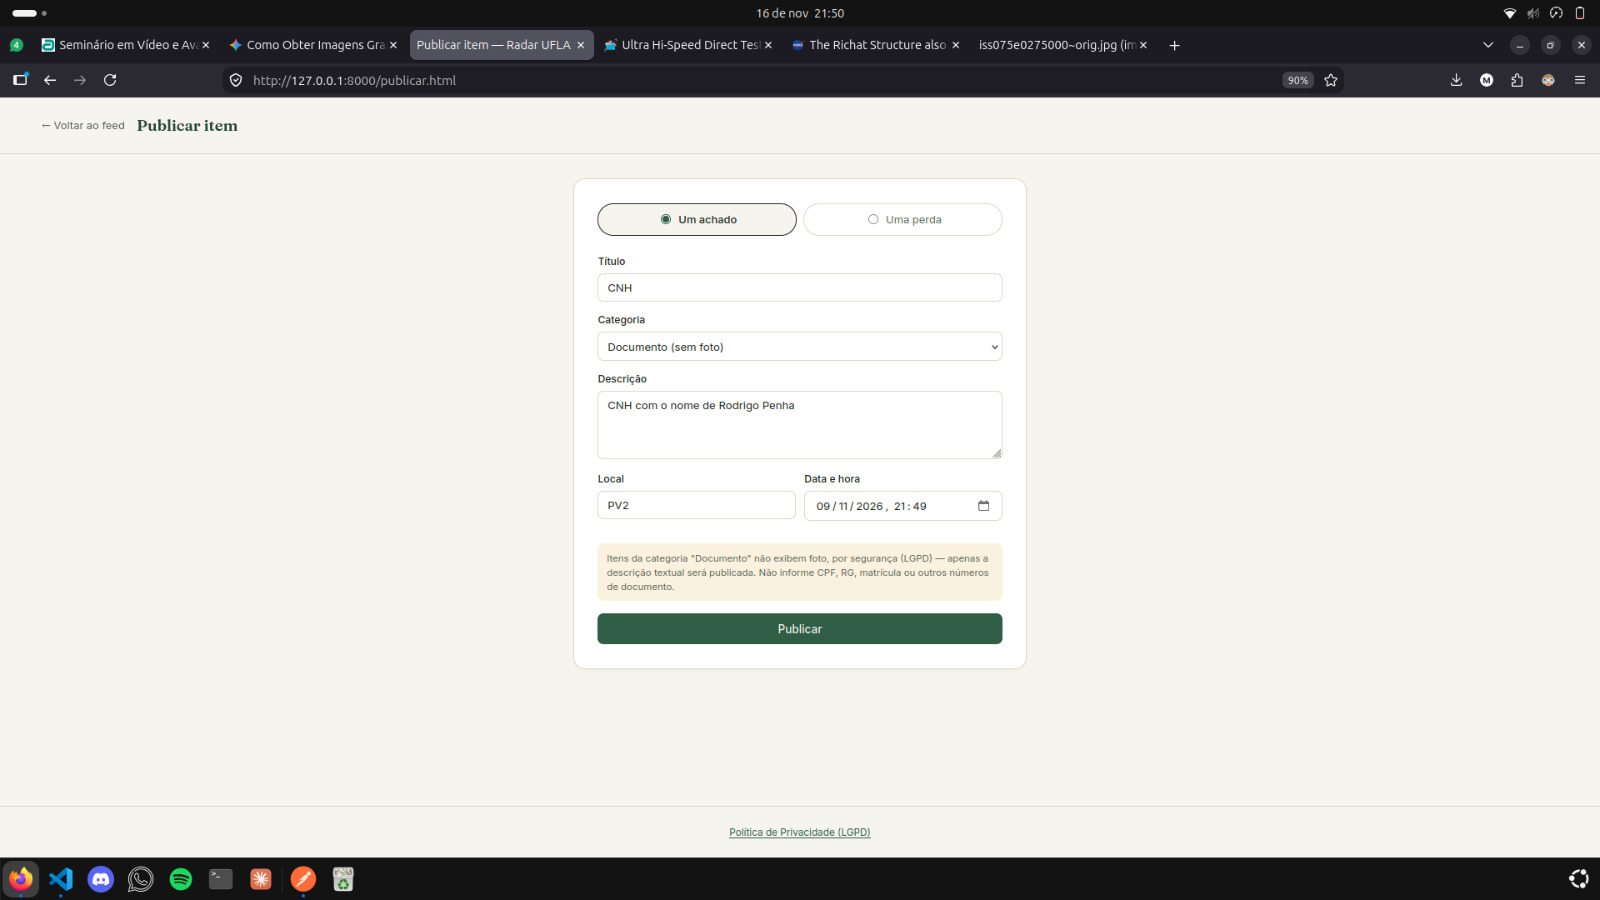 16 de nov 21:50
4
Seminário em Vídeo e Av
Como Obter Imagens Gra
Publicar item — Radar UFLA
Ultra Hi-Speed Direct Tes
The Richat Structure also
iss075e0275000~orig.jpg (im
http://127.0.0.1:8000/publicar.html
90%
M
← Voltar ao feed
Publicar item
Um achado
Uma perda
Título
CNH
Categoria
Documento (sem foto)
Descrição
CNH com o nome de Rodrigo Penha
Local
Data e hora
PV2
09/11/2026, 21:49
Itens da categoria "Documento" não exibem foto, por segurança (LGPD) — apenas a
descrição textual será publicada. Não informe CPF, RG, matrícula ou outros números
de documento.
Publicar
Política de Privacidade (LGPD)